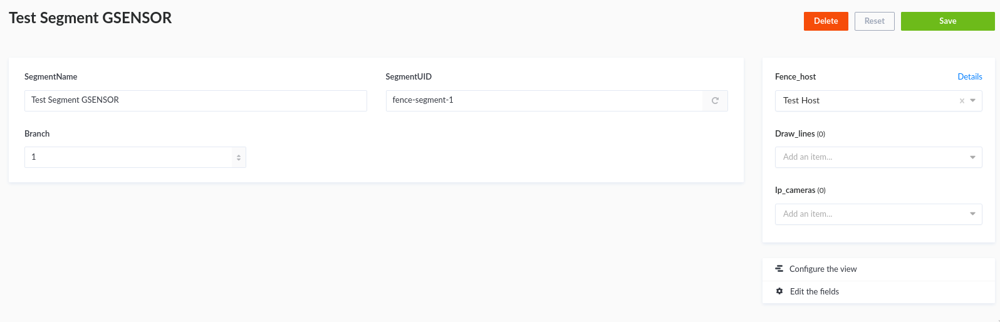 Test Segment GSENSOR
Delete
Reset
Save
SegmentName
SegmentUID
Test Segment GSENSOR
fence-segment-1
Branch
1
Fence_host
Details
Test Host
x
Draw_lines (0)
Add an item...
Ip_cameras (0)
Add an item...
Configure the view
Edit the fields